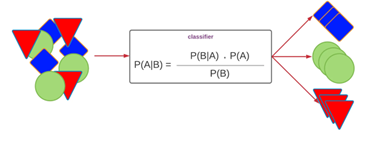 classifier
P(A|B) = P(B|A) . P(A)
P(B)